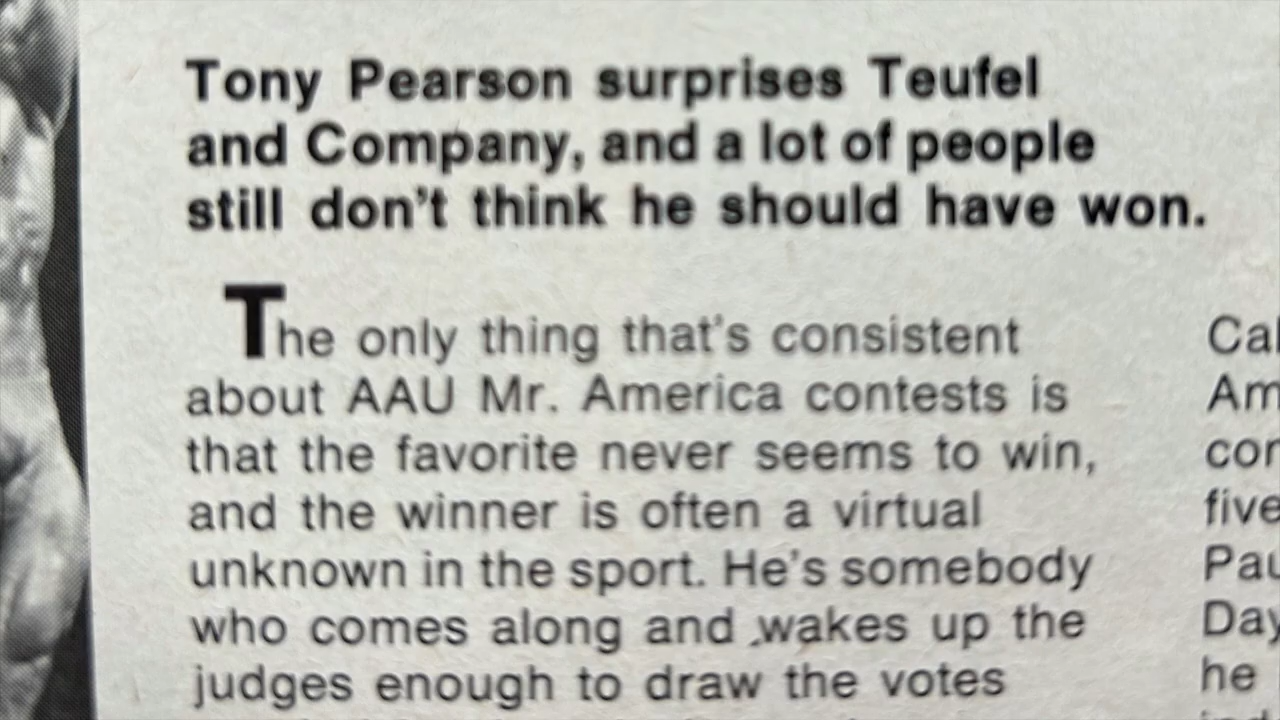 Tony Pearson surprises Teufel
and Company, and a lot of people
still don't think he should have won.
The only thing that's consistent
about AAU Mr. America contests is
that the favorite never seems to win,
and the winner is often a virtual
unknown in the sport. He's somebody
who comes along and wakes up the
judges enough to draw the votes
five
he